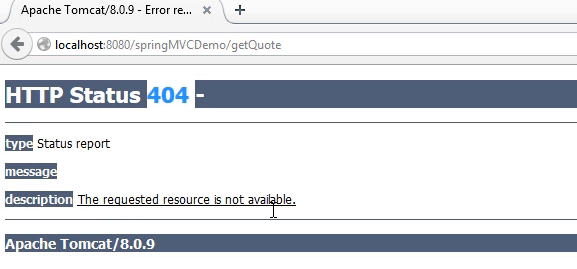 Apache Tomcat/8.0.9 - Error re...
localhost:8080/springMVCDemo/getQuote
HTTP Status 404 -
type Status report
message
description The requested resource is not available.
Apache Tomcat/8.0.9